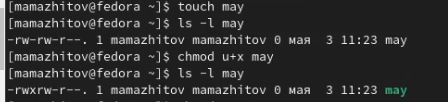 [mamazhitov@fedora ~]$ touch may
[mamazhitov@fedora ~]$ ls -l may
-rw-rw-r--. 1 mamazhitov mamazhitov 0 мая  3 11:23 may
[mamazhitov@fedora ~]$ chmod u+x may
[mamazhitov@fedora ~]$ ls -l may
-rwxrw-r--. 1 mamazhitov mamazhitov 0 мая  3 11:23 may